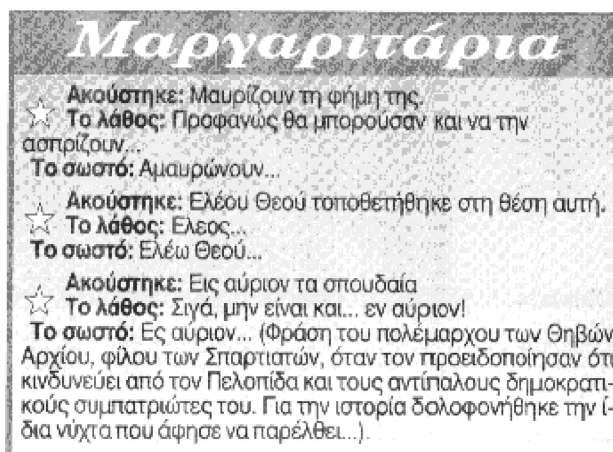 Μαργαριτάρια
Ακούστηκε: Μαυρίζουν τη φήμη της.
Το λάθος: Προφανώς θα μπορούσαν και να την
ασπρίζουν...
Το σωστό: Αμαυρώνουν...
Ακούστηκε: Ελέου Θεού τοποθετήθηκε στη θέση αυτή.
Το λάθος: Ελεος...
Το σωστό: Ελέω Θεού...
Ακούστηκε: Εις αύριον τα σπουδαία
Το λάθος: Σιγά, μην είναι και... εν αύριον!
Το σωστό: Ες αύριον... (Φράση του πολέμαρχου των Θηβών
Αρχίου, φίλου των Σπαρτιατών, όταν τον προειδοποίησαν ότι
κινδυνεύει από τον Πελοπίδα και τους αντίπαλους δημοκρατι-
κούς συμπατριώτες του. Για την ιστορία δολοφονήθηκε την ί-
δια νύχτα που άφησε να παρέλθει...).